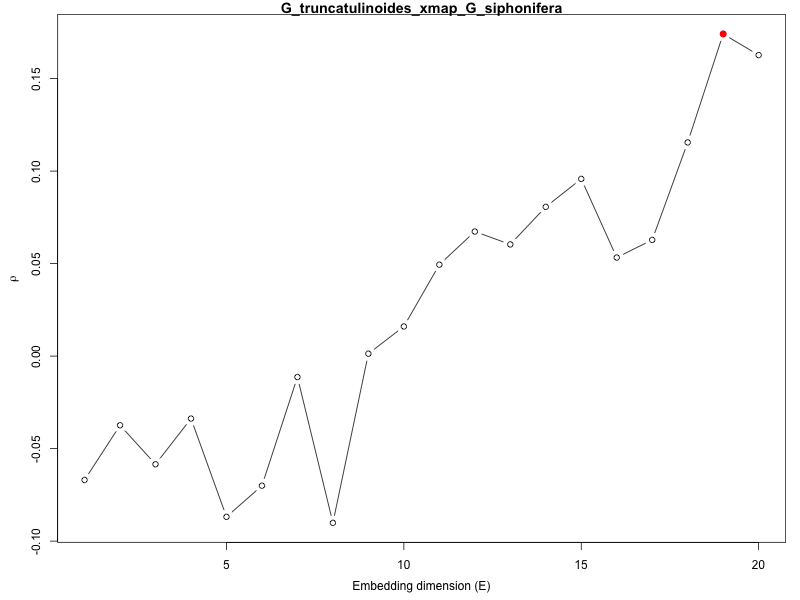 G_truncatulinoides_xmap_G_siphonifera
0.15
0.10
0.05
0.00
-0.05
-0.10
ρ
5 10 15 20
Embedding dimension (E)